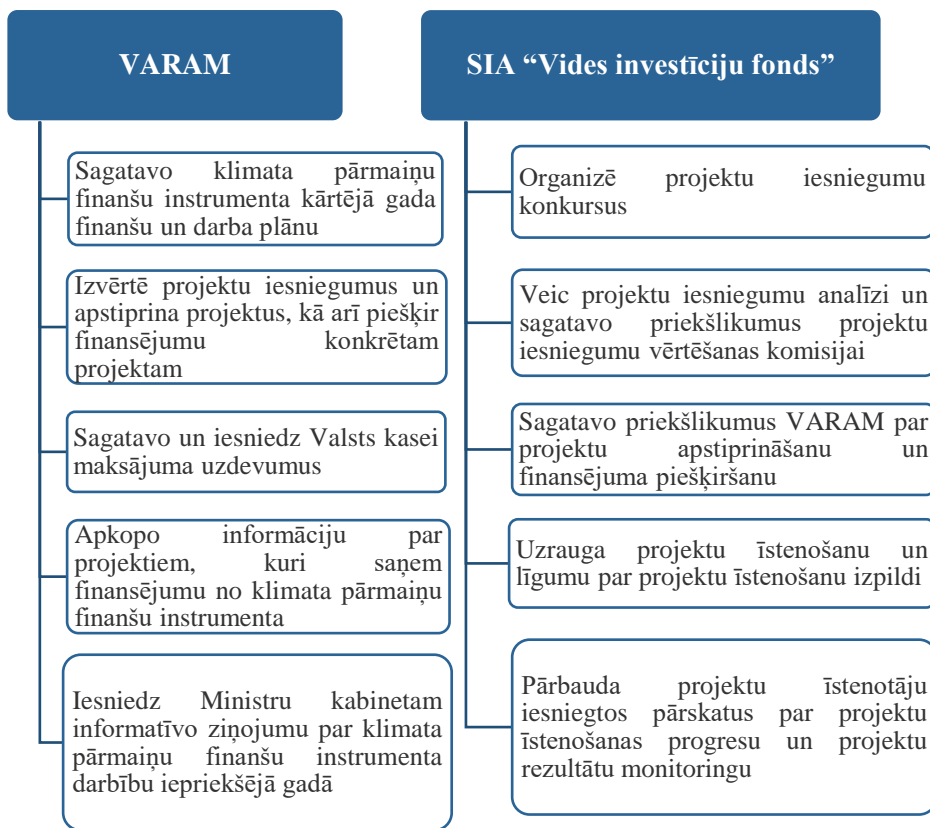 VARAM
Sagatavo klimata pārmaiņu
finanšu instrumenta kārtējā gada
finanšu un darba plānu
Izvērtē projektu iesniegumus un
apstiprina projektus, kā arī piešķir
finansējumu konkrētam
projektam
Sagatavo un iesniedz Valsts kasei
maksājuma uzdevumus
Apkopo informāciju par
projektiem, kuri saņem
finansējumu no klimata pārmaiņu
finanšu instrumenta
Iesniedz Ministru kabinetam
informatīvo ziņojumu par klimata
pārmaiņu finanšu instrumenta
darbību iepriekšējā gadā
SIA “Vides investīciju fonds”
Organizē projektu iesniegumu
konkursus
Veic projektu iesniegumu analīzi un
sagatavo priekšlikumus projektu
iesniegumu vērtēšanas komisijai
Sagatavo priekšlikumus VARAM par
projektu apstiprināšanu un
finansējuma piešķiršanu
Uzrauga projektu īstenošanu un
līgumu par projektu īstenošanu izpildi
Pārbauda projektu īstenotāju
iesniegtos pārskatus par projektu
īstenošanas progresu un projektu
rezultātu monitoringu